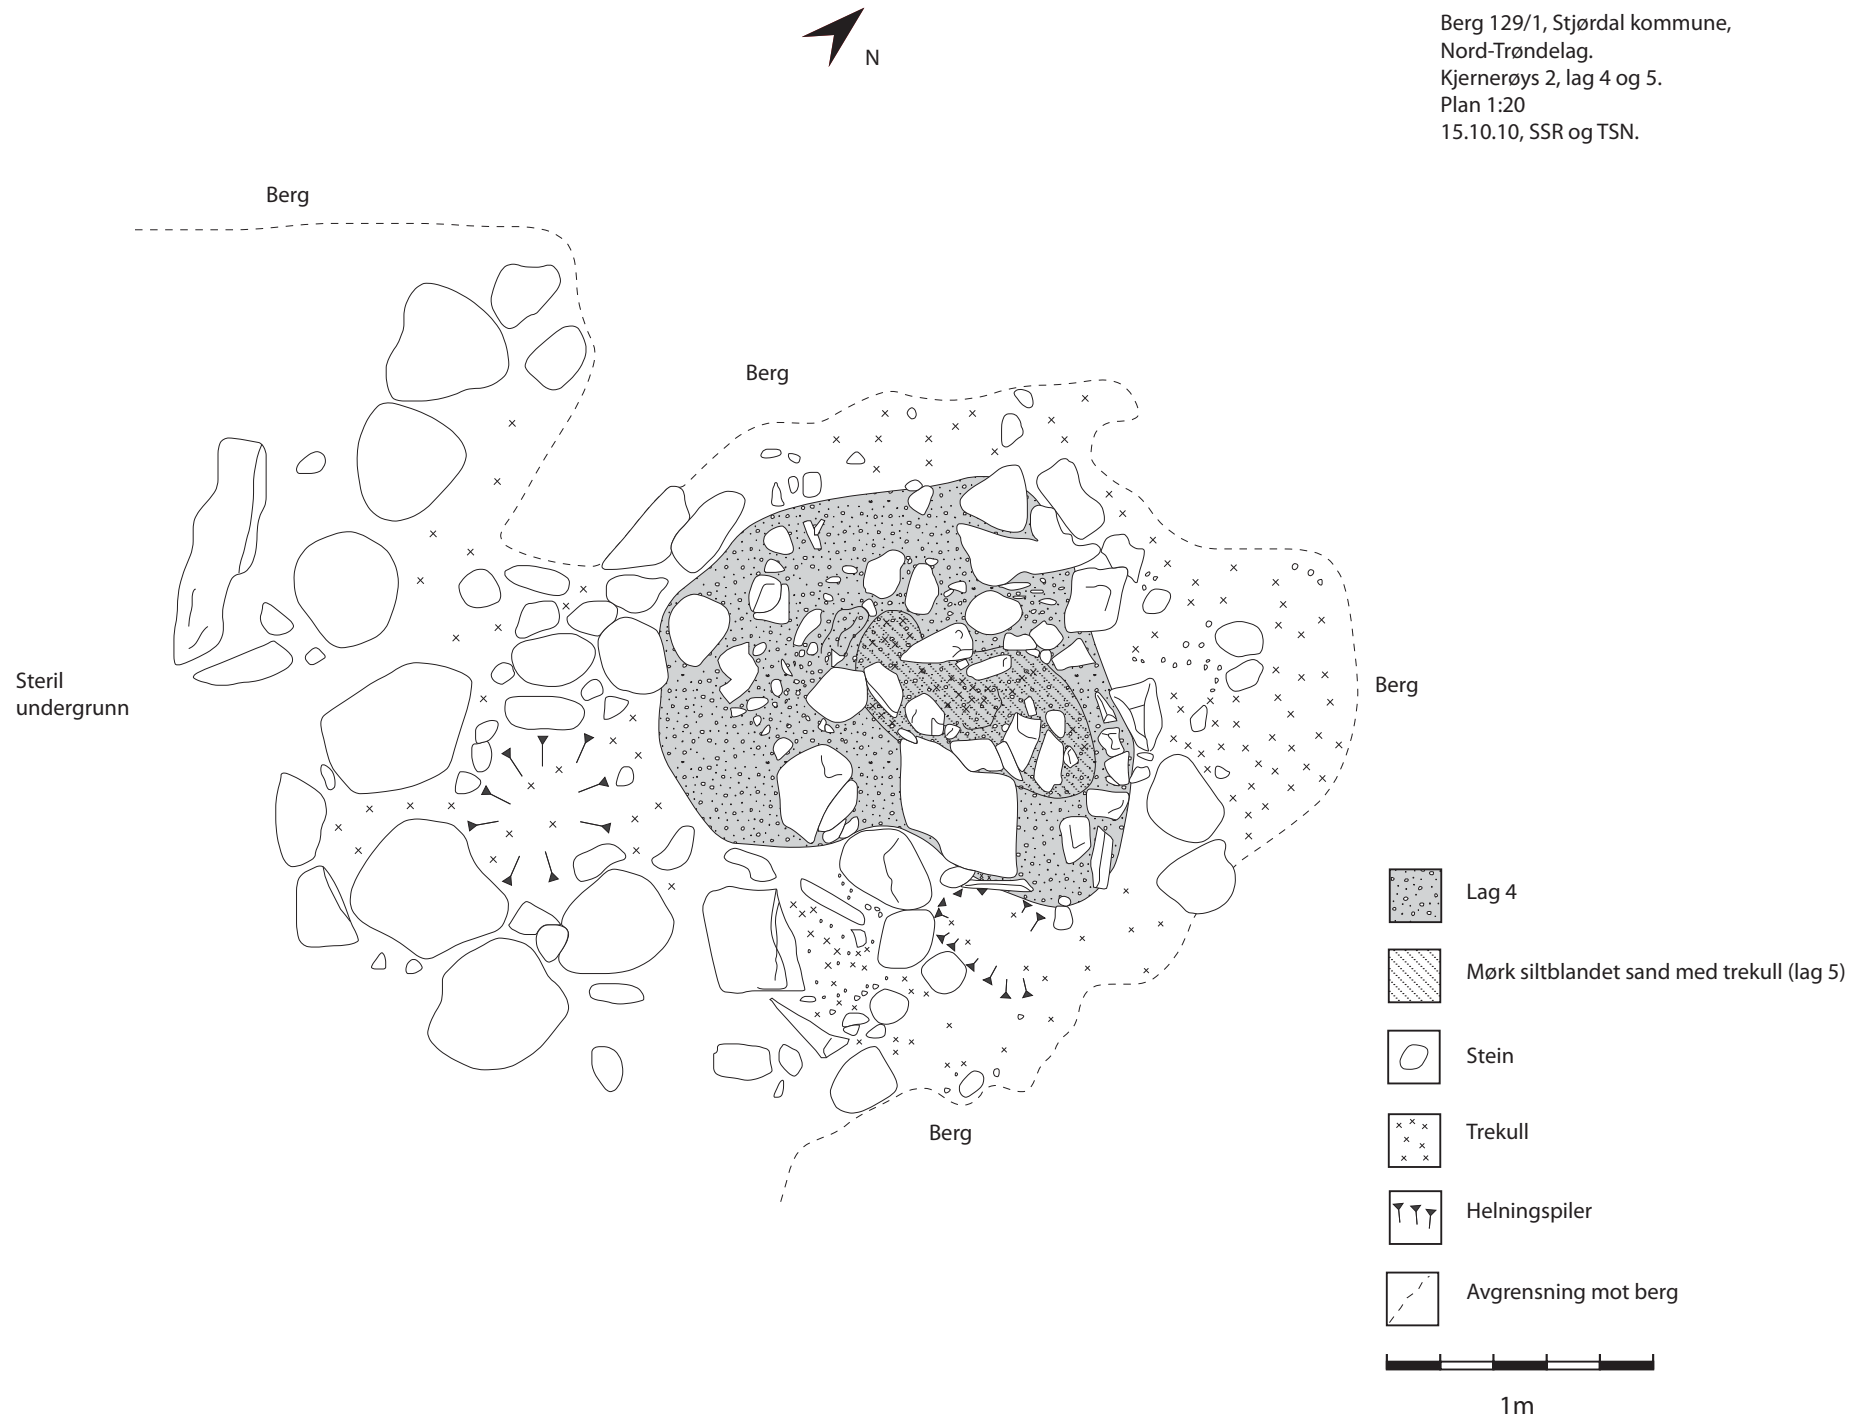 N
Berg 129/1, Stjørdal kommune,
Nord-Trøndelag.
Kjernerøys 2, lag 4 og 5.
Plan 1:20
15.10.10, SSR og TSN.
Berg
Berg
Steril
undergrunn
Berg
Berg
Lag 4
Mørk siltblandet sand med trekull (lag 5)
Stein
Trekull
Helningspiler
Avgrensning mot berg
1m